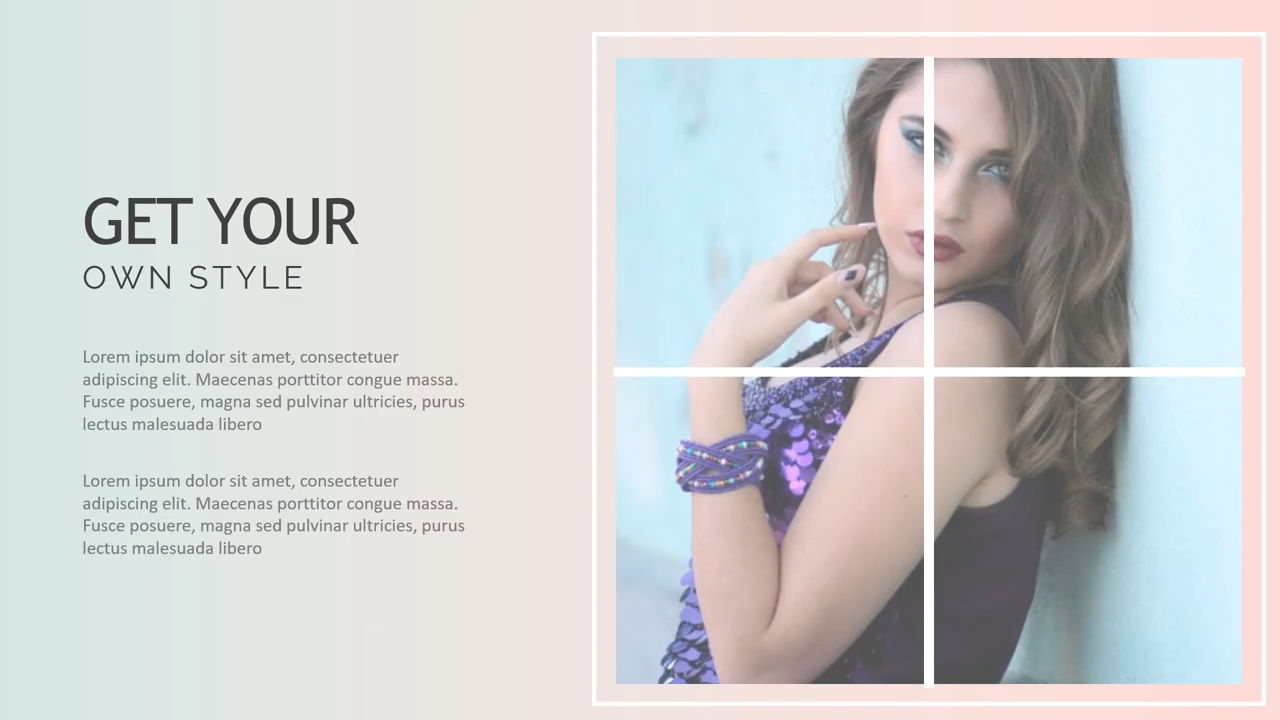 GET YOUR
OWN STYLE
Lorem ipsum dolor sit amet, consectetuer
adipiscing elit. Maecenas porttitor congue massa.
Fusce posuere, magna sed pulvinar ultricies, purus
lectus malesuada libero
Lorem ipsum dolor sit amet, consectetuer
adipiscing elit. Maecenas porttitor congue massa.
Fusce posuere, magna sed pulvinar ultricies, purus
lectus malesuada libero